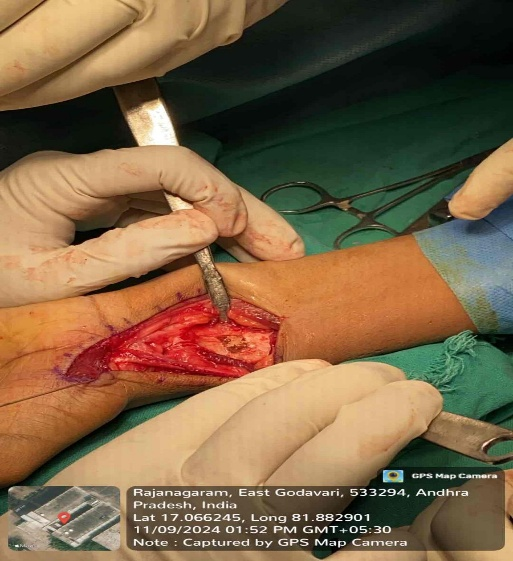 GPS Map Camera
Rajanagaram, East Godavari, 533294, Andhra
Pradesh, India
Lat 17.066245, Long 81.882901
11/09/2024 01:52 PM GMT+05:30
Note : Captured by GPS Map Camera